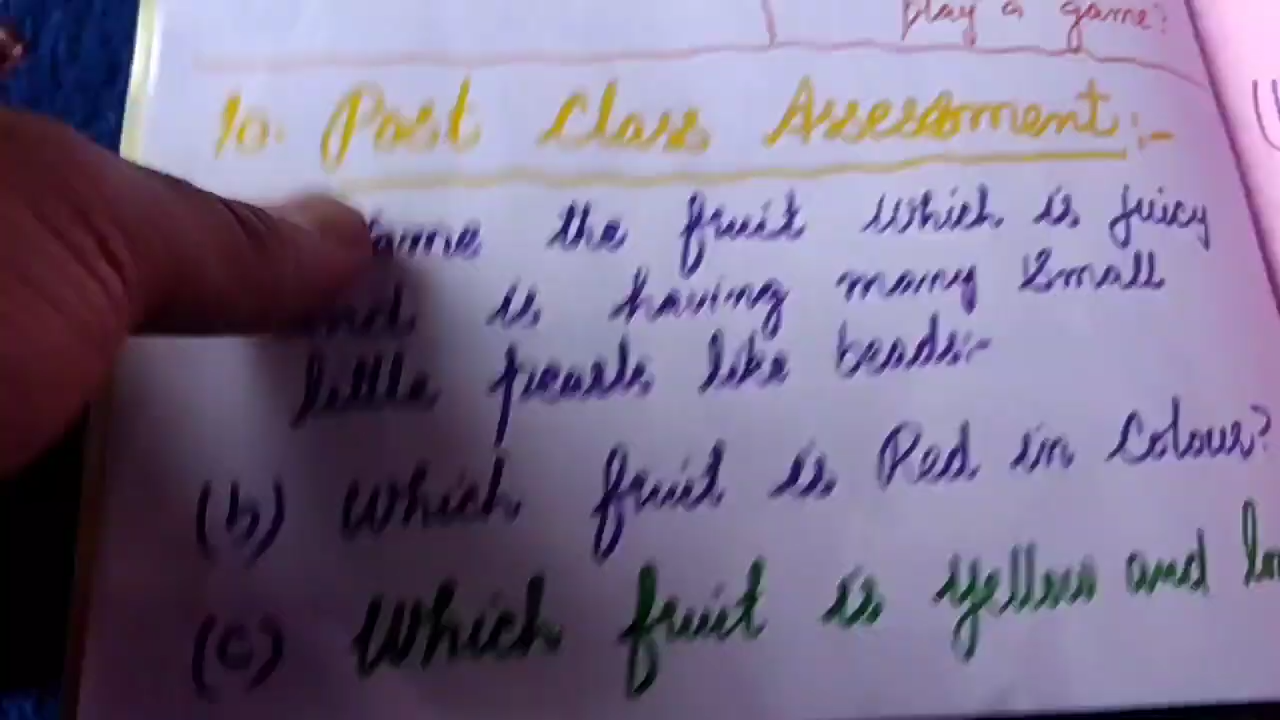 play a game?
10. Post Class Assessment:-
the fruit which is juicy
is having many small
little pearls like beads:-
(b) Which fruit is Red in Colour?
(c) Which fruit is yellow and